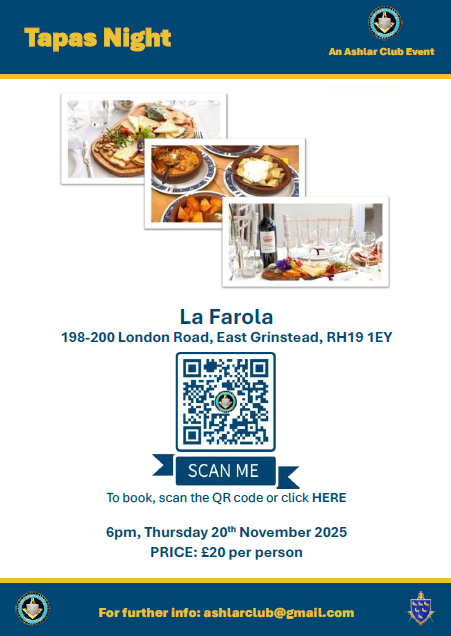 Tapas Night
An Ashlar Club Event
La Farola
198-200 London Road, East Grinstead, RH19 1EY
SCAN ME
To book, scan the QR code or click HERE
6pm, Thursday 20th November 2025
PRICE: £20 per person
For further info: ashlarclub@gmail.com